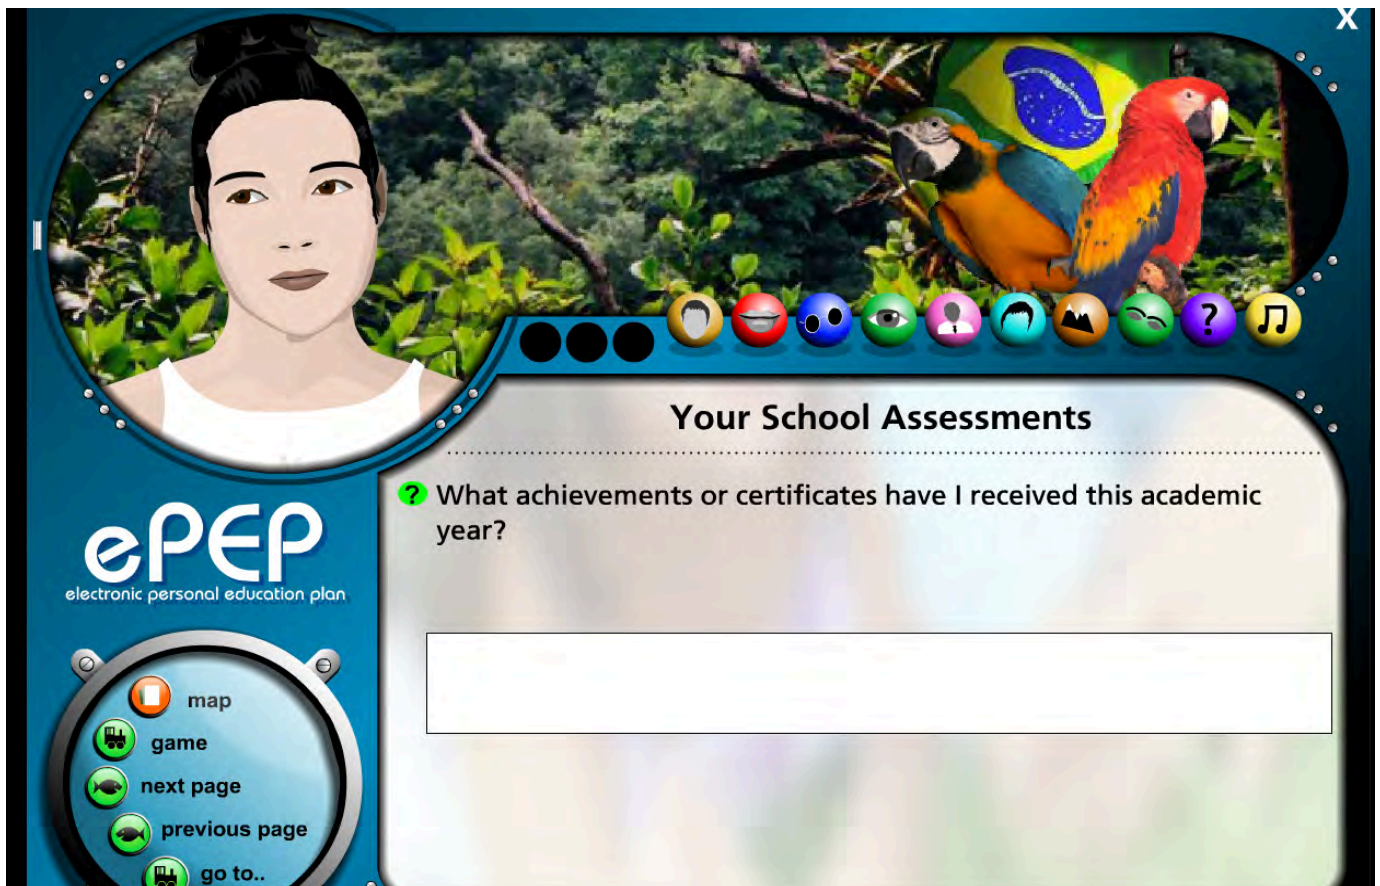 X
?
Your School Assessments
? What achievements or certificates have I received this academic
year?
ePEP
electronic personal education plan
map
game
next page
previous page
go to..